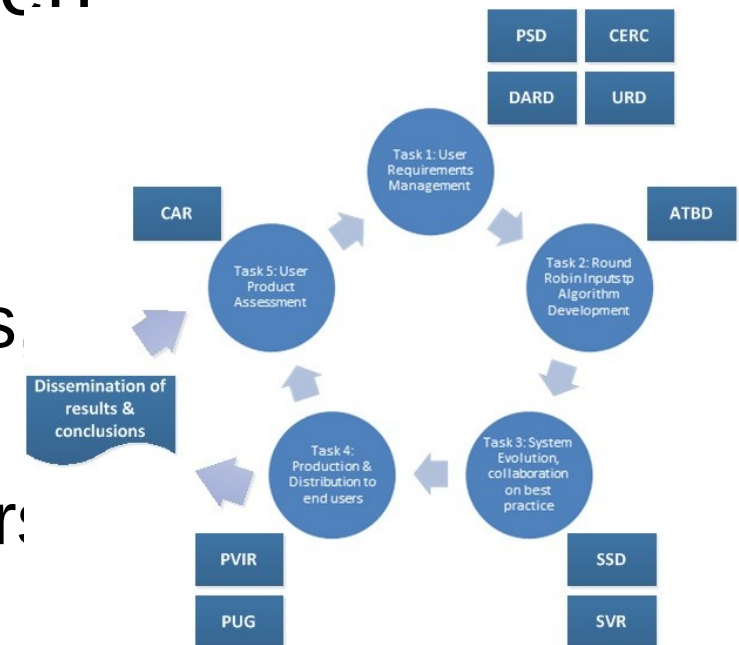 PSD
CERC
DARD
URD
Task 1: User
Requirements
Management
CAR
ATBD
Task 5: User
Product
Assessment
Task 2: Round
Robin Inputs tp
Algorithm
Development
s,
Dissemination of
results &
conclusions
Task 4:
Production &
Distribution to
end users
Task 3: System
Evolution,
collaboration
on best
practice
PVIR
SSD
PUG
SVR